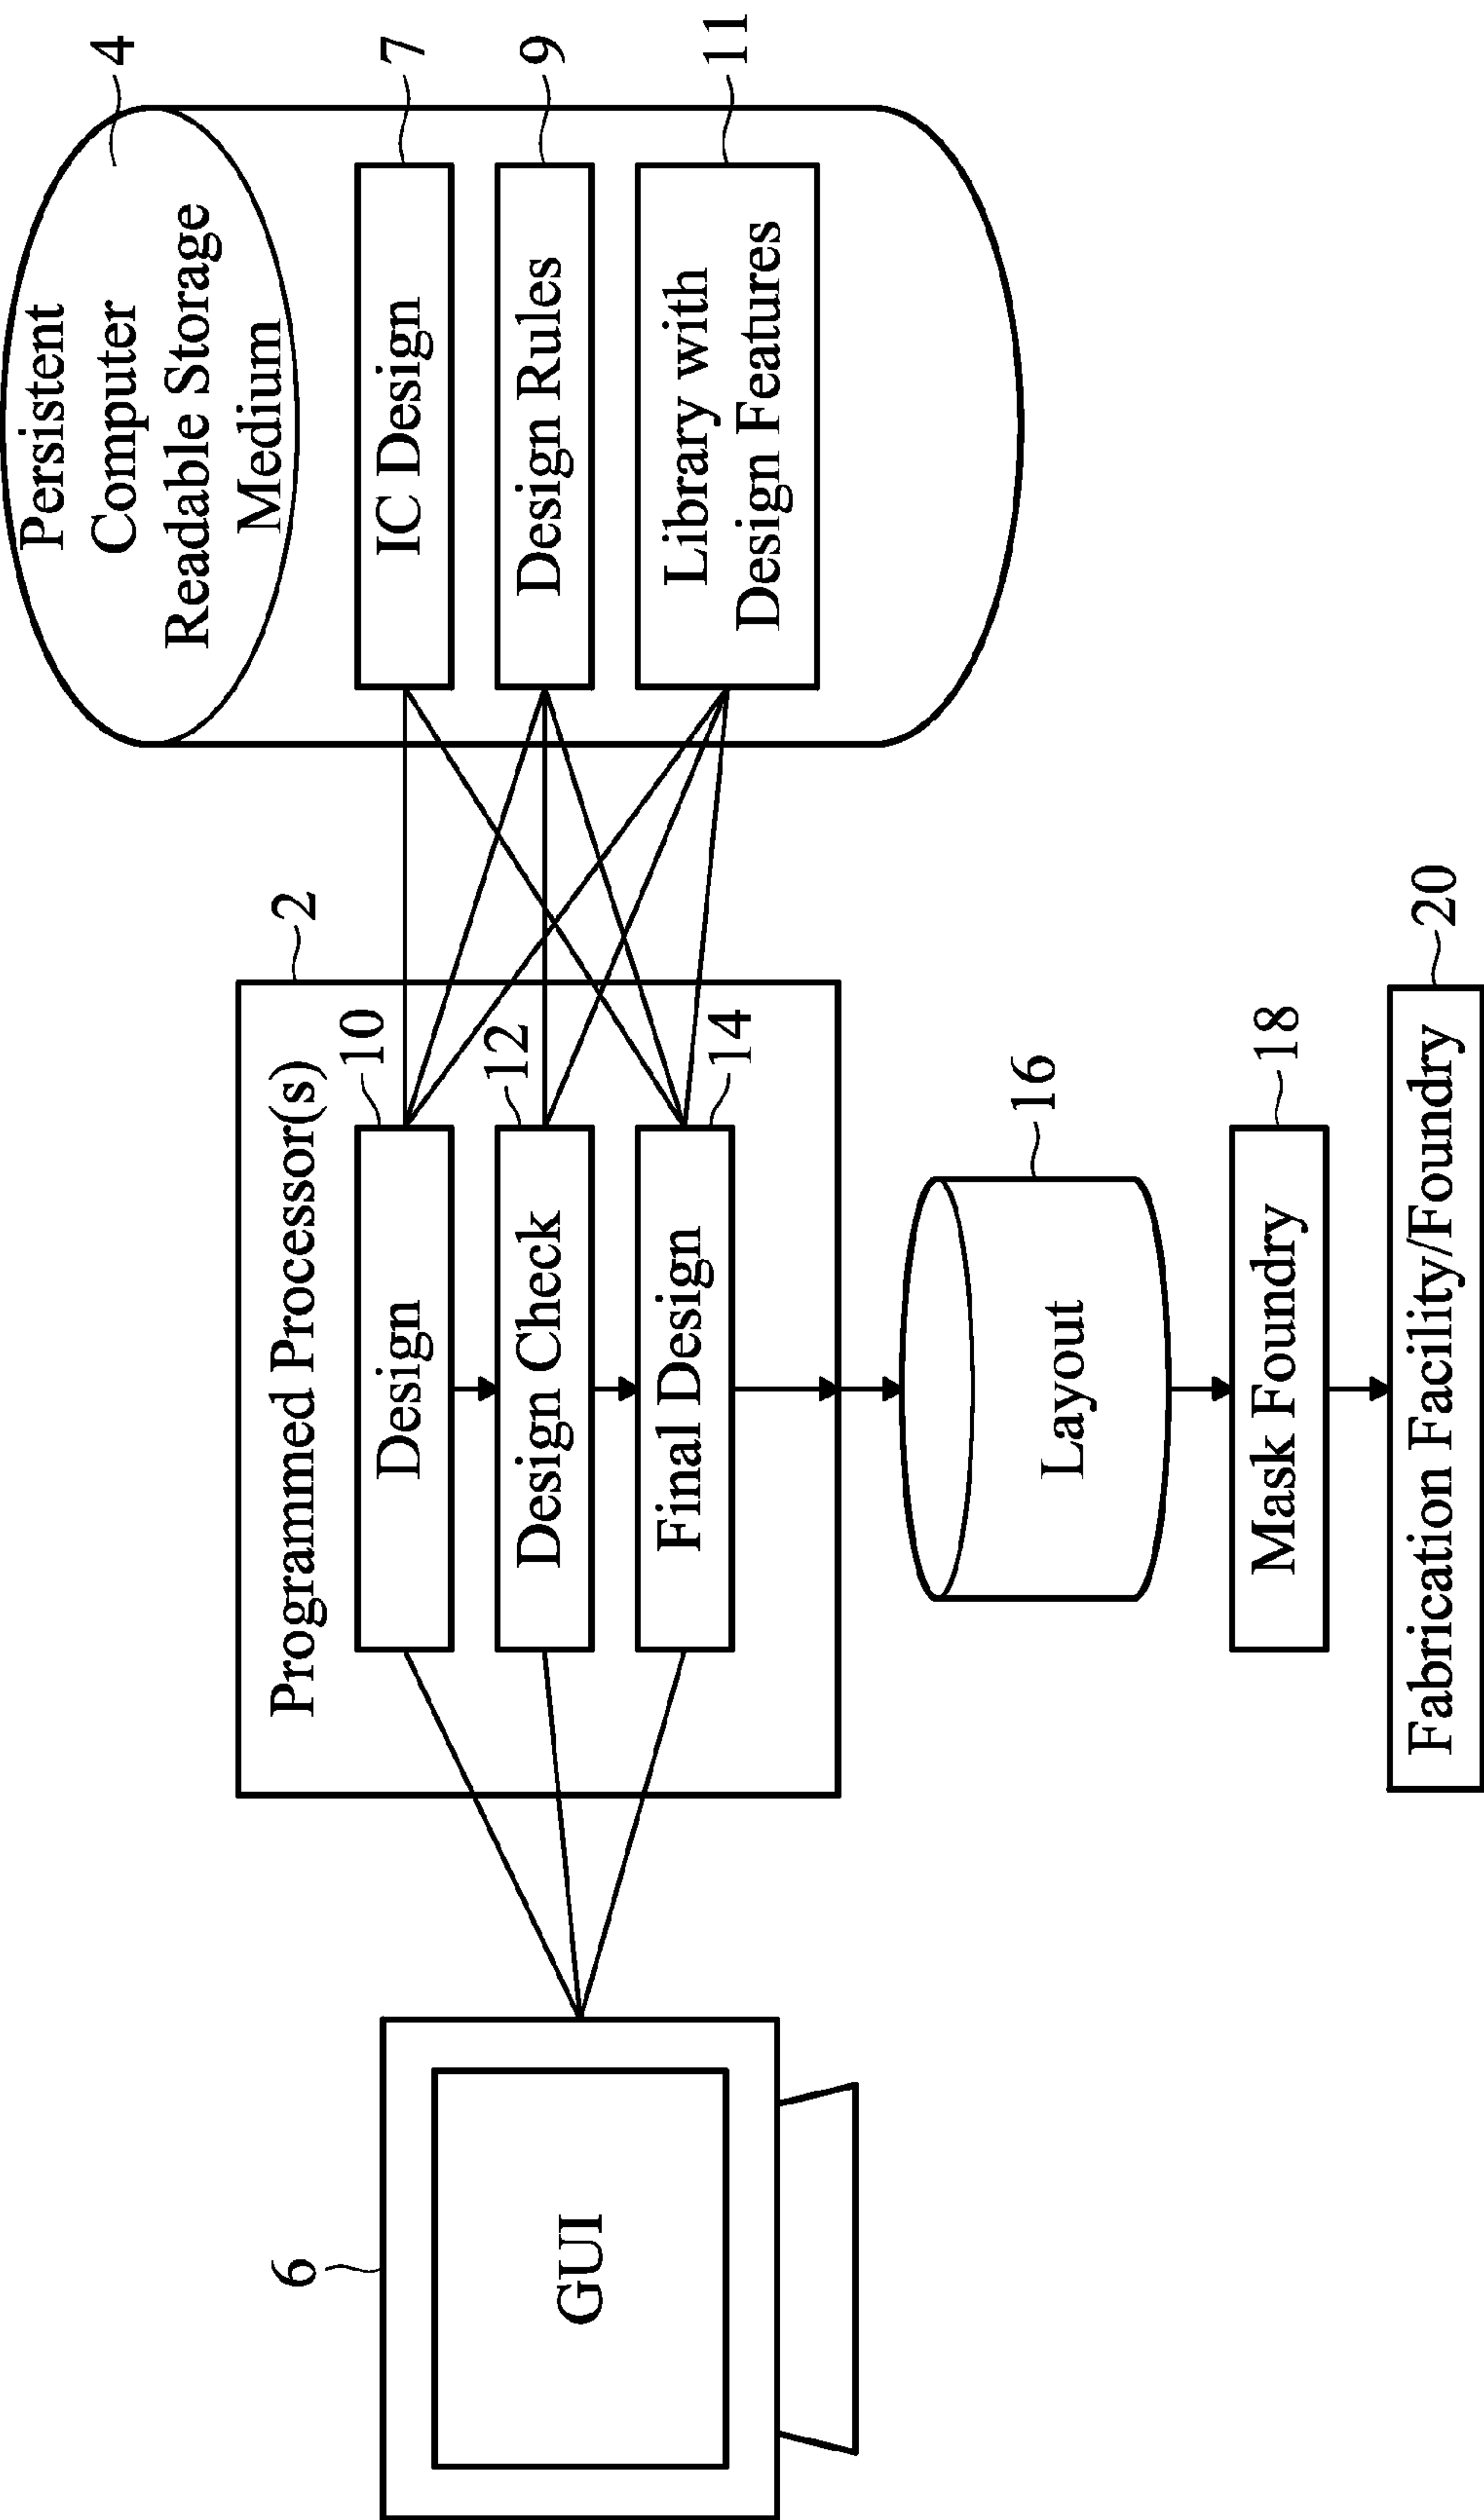 6
GUI
2
Programmed Processor(s)
10
Design
12
Design Check
14
Final Design
16
Layout
18
Mask Foundry
20
Fabrication Facility/Foundry
4
Persistent
Computer
Readable Storage
Medium
7
IC Design
9
Design Rules
11
Library with
Design Features